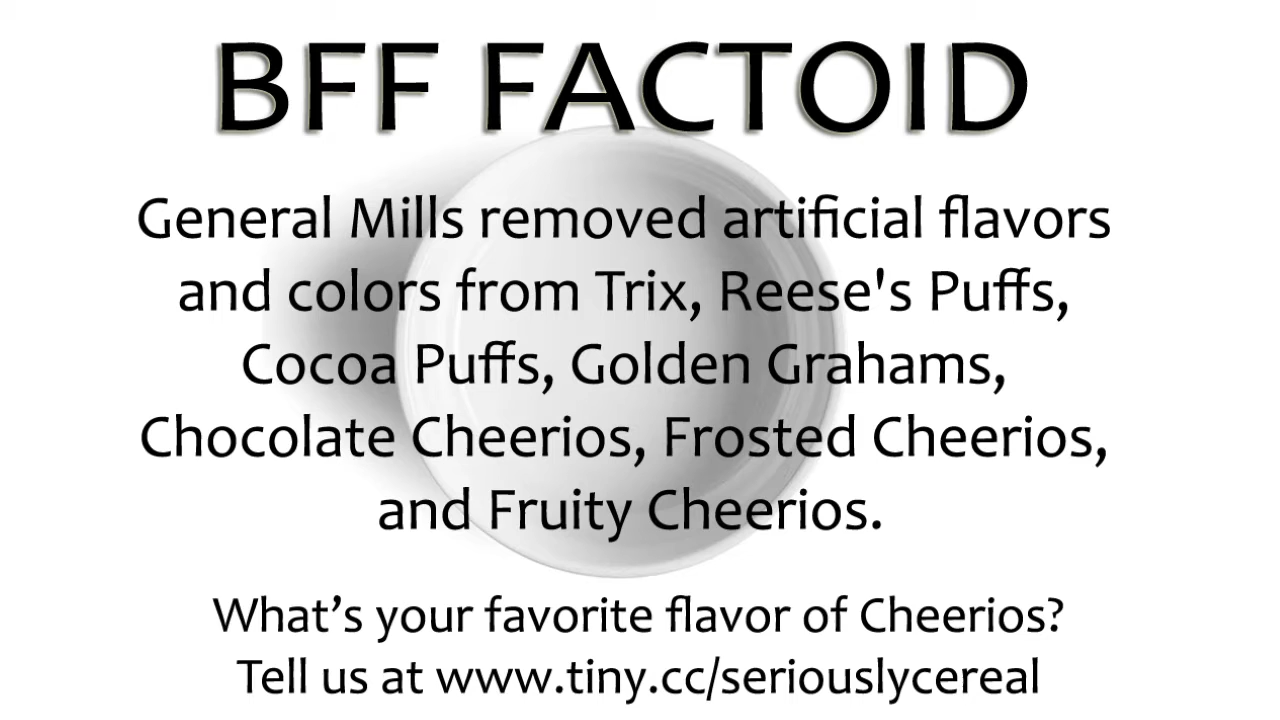 BFF FACTOID
General Mills removed artificial flavors
and colors from Trix, Reese's Puffs,
Cocoa Puffs, Golden Grahams,
Chocolate Cheerios, Frosted Cheerios,
and Fruity Cheerios.
What’s your favorite flavor of Cheerios?
Tell us at www.tiny.cc/seriouslycereal